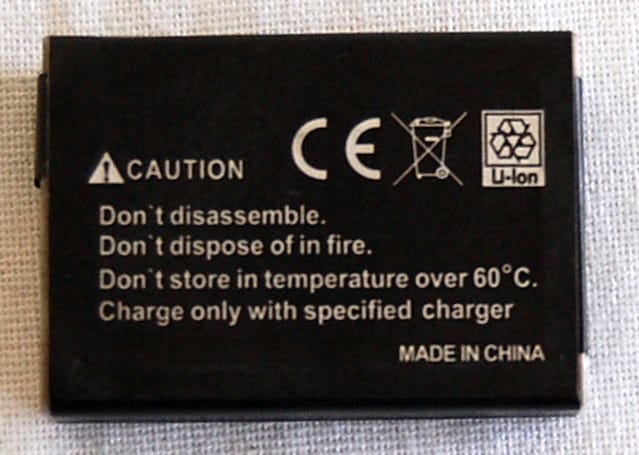 CE
Li-Ion
CAUTION
Don`t disassemble.
Don`t dispose of in fire.
Don`t store in temperature over 60°C.
Charge only with specified charger
MADE IN CHINA